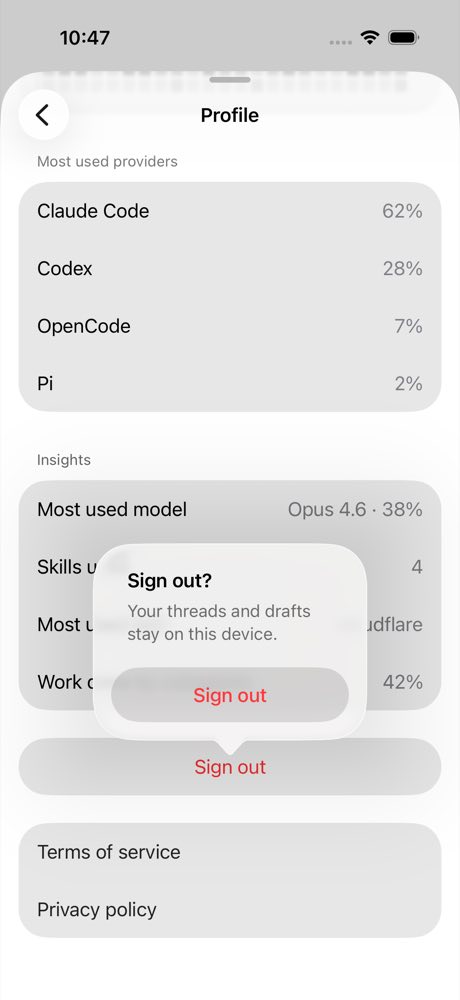 10:47
Profile
Most used providers
Claude Code 62%
Codex 28%
OpenCode 7%
Pi 2%
Insights
Most used model Opus 4.6 · 38%
Skills 4
Most
Work 42%
Sign out?
Your threads and drafts
stay on this device.
Sign out
Sign out
Terms of service
Privacy policy